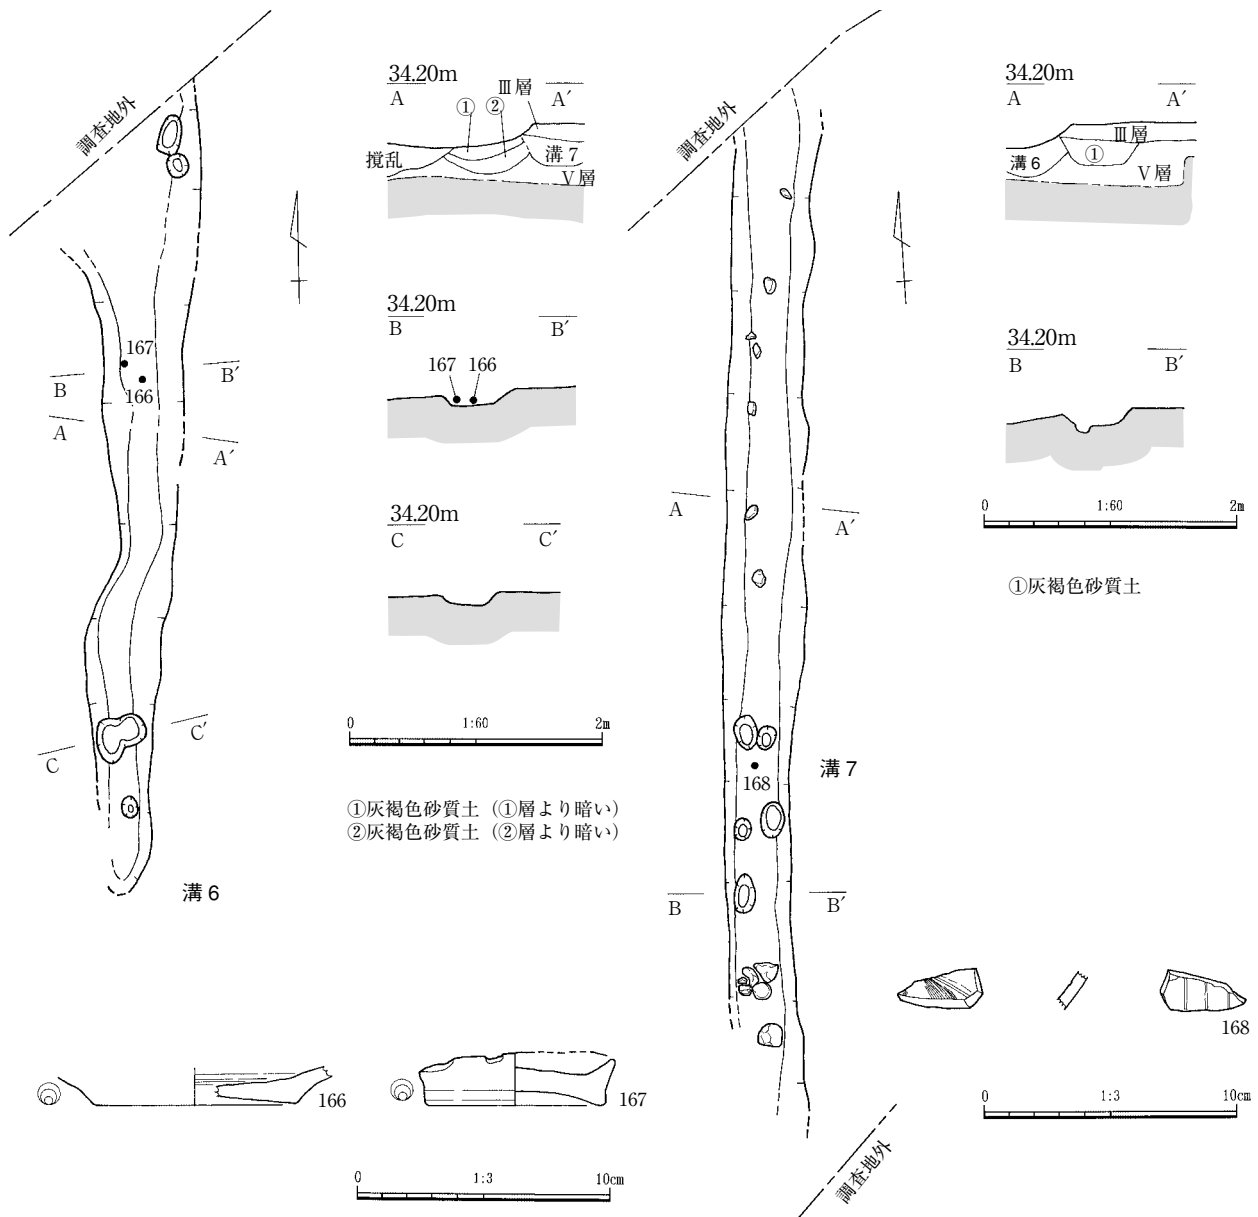 調査地外
167
166
B
B′
A
A′
C
C′
溝6
34.20m
A
A′
Ⅲ層
①
②
攪乱
溝7
Ⅴ層
34.20m
B
B′
167
166
34.20m
C
C′
0
1:60
2m
①灰褐色砂質土（①層より暗い）
②灰褐色砂質土（②層より暗い）
166
167
0
1:3
10cm
調査地外
A
A′
溝7
168
B
B′
調査地外
34.20m
A
A′
Ⅲ層
溝6
①
Ⅴ層
34.20m
B
B′
0
1:60
2m
①灰褐色砂質土
168
0
1:3
10cm